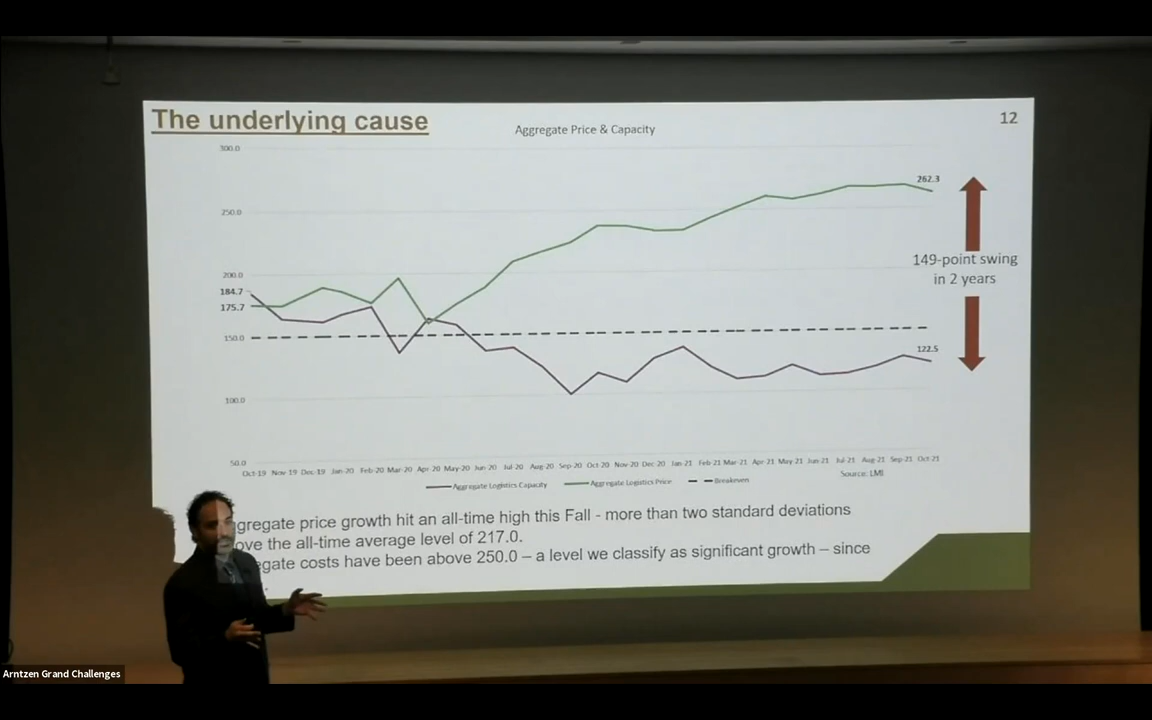 The underlying cause
12
Aggregate Price & Capacity
300.0
262.3
250.0
149-point swing
in 2 years
200.0
184.7
175.7
150.0
122.5
100.0
50.0
Oct-19 Nov-19 Dec-19 Jan-20 Feb-20 Mar-20 Apr-20 May-20 Jun-20 Jul-20 Aug-20 Sep-20 Oct-20 Nov-20 Dec-20 Jan-21 Feb-21 Mar-21 Apr-21 May-21 Jun-21 Jul-21 Aug-21 Sep-21 Oct-21
Source: LMI
Aggregate Logistics Capacity Aggregate Logistics Price Breakeven
gregate price growth hit an all-time high this Fall - more than two standard deviations
ove the all-time average level of 217.0.
egate costs have been above 250.0 – a level we classify as significant growth – since
Arntzen Grand Challenges